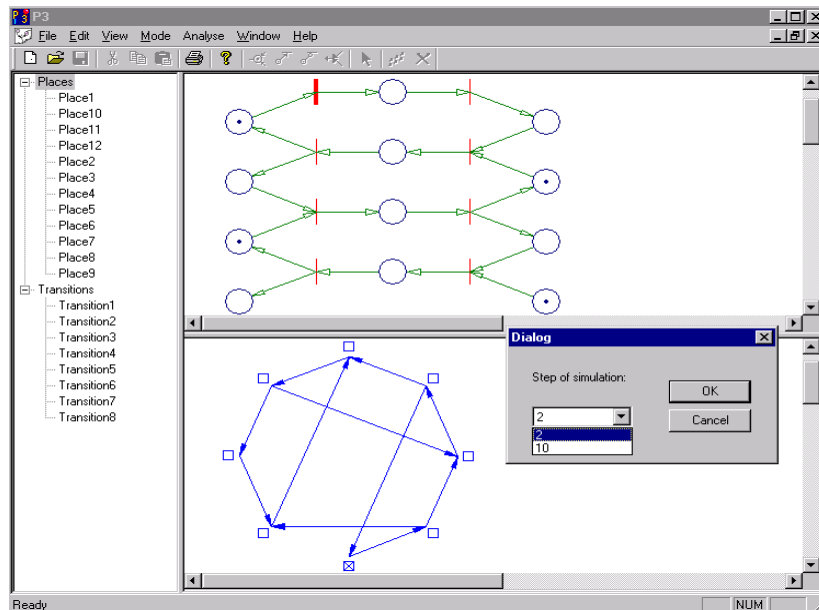 P3
File Edit View Mode Analyse Window Help
Places
Place1
Place10
Place11
Place12
Place2
Place3
Place4
Place5
Place6
Place7
Place8
Place9
Transitions
Transition1
Transition2
Transition3
Transition4
Transition5
Transition6
Transition7
Transition8
Dialog
Step of simulation:
OK
2
Cancel
2
10
Ready
NUM